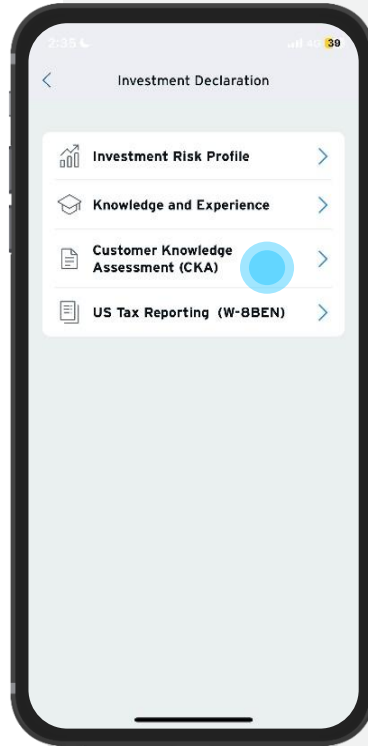 2:35
4G 39
Investment Declaration
Investment Risk Profile
Knowledge and Experience
Customer Knowledge
Assessment (CKA)
US Tax Reporting (W-8BEN)